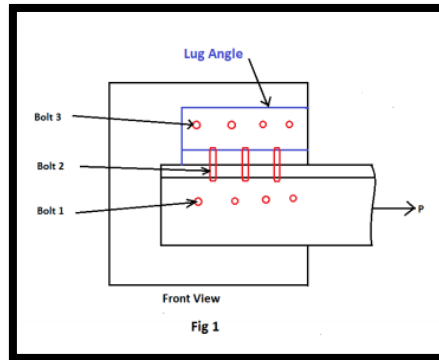 Lug Angle
Bolt 3
Bolt 2
Bolt 1
P
Front View
Fig 1